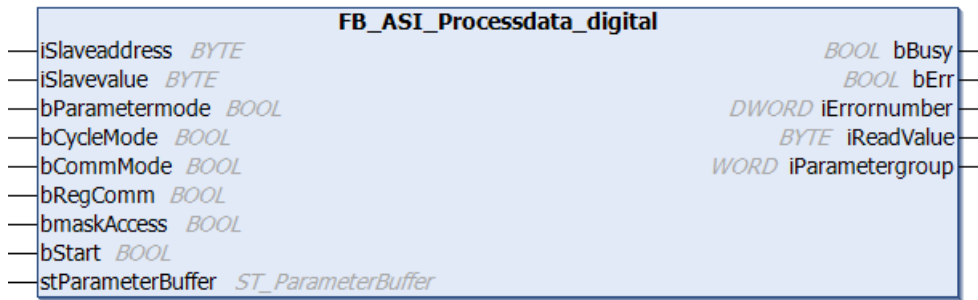 FB_ASI_Processdata_digital
iSlaveaddress BYTE BOOL bBusy
iSlavevalue BYTE BOOL bErr
bParametermode BOOL DWORD iErrornumber
bCycleMode BOOL BYTE iReadValue
bCommMode BOOL WORD iParametergroup
bRegComm BOOL
bmaskAccess BOOL
bStart BOOL
stParameterBuffer ST_ParameterBuffer